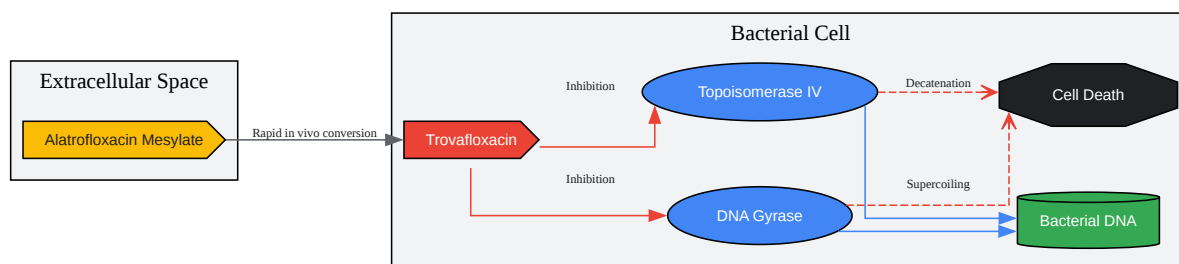 Bacterial Cell
Extracellular Space
Inhibition
Topoisomerase IV
Decatenation
Cell Death
Alatrofloxacin Mesylate
Rapid in vivo conversion
Trovafloxacin
Inhibition
Supercoiling
DNA Gyrase
Bacterial DNA